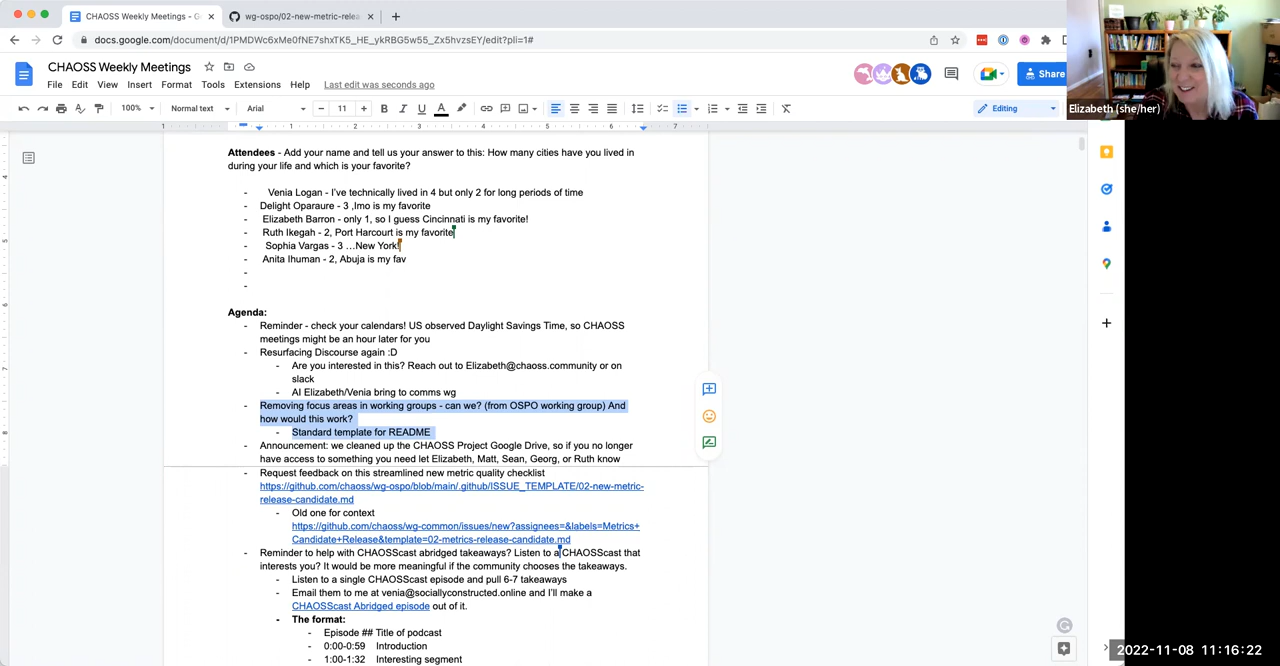 CHAOSS Weekly Meetings - G
wg-ospo/02-new-metric-relea
docs.google.com/document/d/1PMDWc6xMe0fNE7shxTK5_HE_ykRBG5w55_Zx5hvzsEY/edit?pli=1#
CHAOSS Weekly Meetings
Share
File Edit View Insert Format Tools Extensions Help Last edit was seconds ago
100% Normal text Arial 11 Editing
Elizabeth (she/her)
1 1 2 3 4 5 6 7
Attendees - Add your name and tell us your answer to this: How many cities have you lived in
during your life and which is your favorite?
- Venia Logan - I've technically lived in 4 but only 2 for long periods of time
- Delight Oparaure - 3 ,Imo is my favorite
- Elizabeth Barron - only 1, so I guess Cincinnati is my favorite!
- Ruth Ikegah - 2, Port Harcourt is my favorite
- Sophia Vargas - 3 ...New York!
- Anita Ihuman - 2, Abuja is my fav
-
-
Agenda:
- Reminder - check your calendars! US observed Daylight Savings Time, so CHAOSS
meetings might be an hour later for you
- Resurfacing Discourse again :D
- Are you interested in this? Reach out to Elizabeth@chaoss.community or on
slack
- AI Elizabeth/Venia bring to comms wg
- Removing focus areas in working groups - can we? (from OSPO working group) And
how would this work?
- Standard template for README
- Announcement: we cleaned up the CHAOSS Project Google Drive, so if you no longer
have access to something you need let Elizabeth, Matt, Sean, Georg, or Ruth know
- Request feedback on this streamlined new metric quality checklist
https://github.com/chaoss/wg-ospo/blob/main/.github/ISSUE_TEMPLATE/02-new-metric-
release-candidate.md
- Old one for context
https://github.com/chaoss/wg-common/issues/new?assignees=&labels=Metrics+
Candidate+Release&template=02-metrics-release-candidate.md
- Reminder to help with CHAOSScast abridged takeaways? Listen to a CHAOSScast that
interests you? It would be more meaningful if the community chooses the takeaways.
- Listen to a single CHAOSScast episode and pull 6-7 takeaways
- Email them to me at venia@sociallyconstructed.online and I'll make a
CHAOSScast Abridged episode out of it.
- The format:
- Episode ## Title of podcast
- 0:00-0:59 Introduction
- 1:00-1:32 Interesting segment
2022-11-08 11:16:22